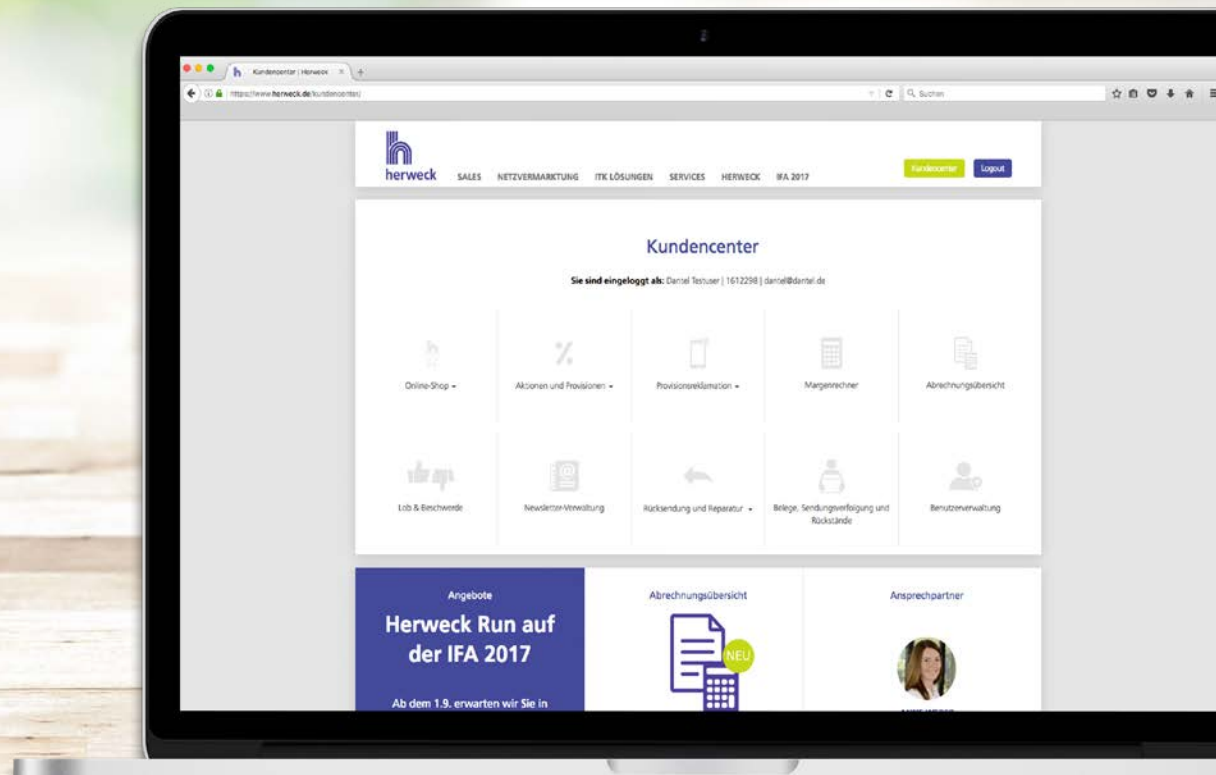 Kundencenter | Herweck
https://www.herweck.de/kundencenter/
Suchen
herweck
SALES NETZVERMARKTUNG ITK LÖSUNGEN SERVICES HERWECK IFA 2017
Kundencenter Logout
Kundencenter
Sie sind eingeloggt als: Daniel Testuser | 1612298 | daniel@dantel.de
Online-Shop
Aktionen und Provisionen
Provisionsreklamation
Margenrechner
Abrechnungsübersicht
Lob & Beschwerde
Newsletter-Verwaltung
Rücksendung und Reparatur
Belege, Sendungsverfolgung und
Rückstände
Benutzerverwaltung
Angebote
Herweck Run auf
der IFA 2017
Ab dem 1.9. erwarten wir Sie in
Abrechnungsübersicht
NEU
Ansprechpartner